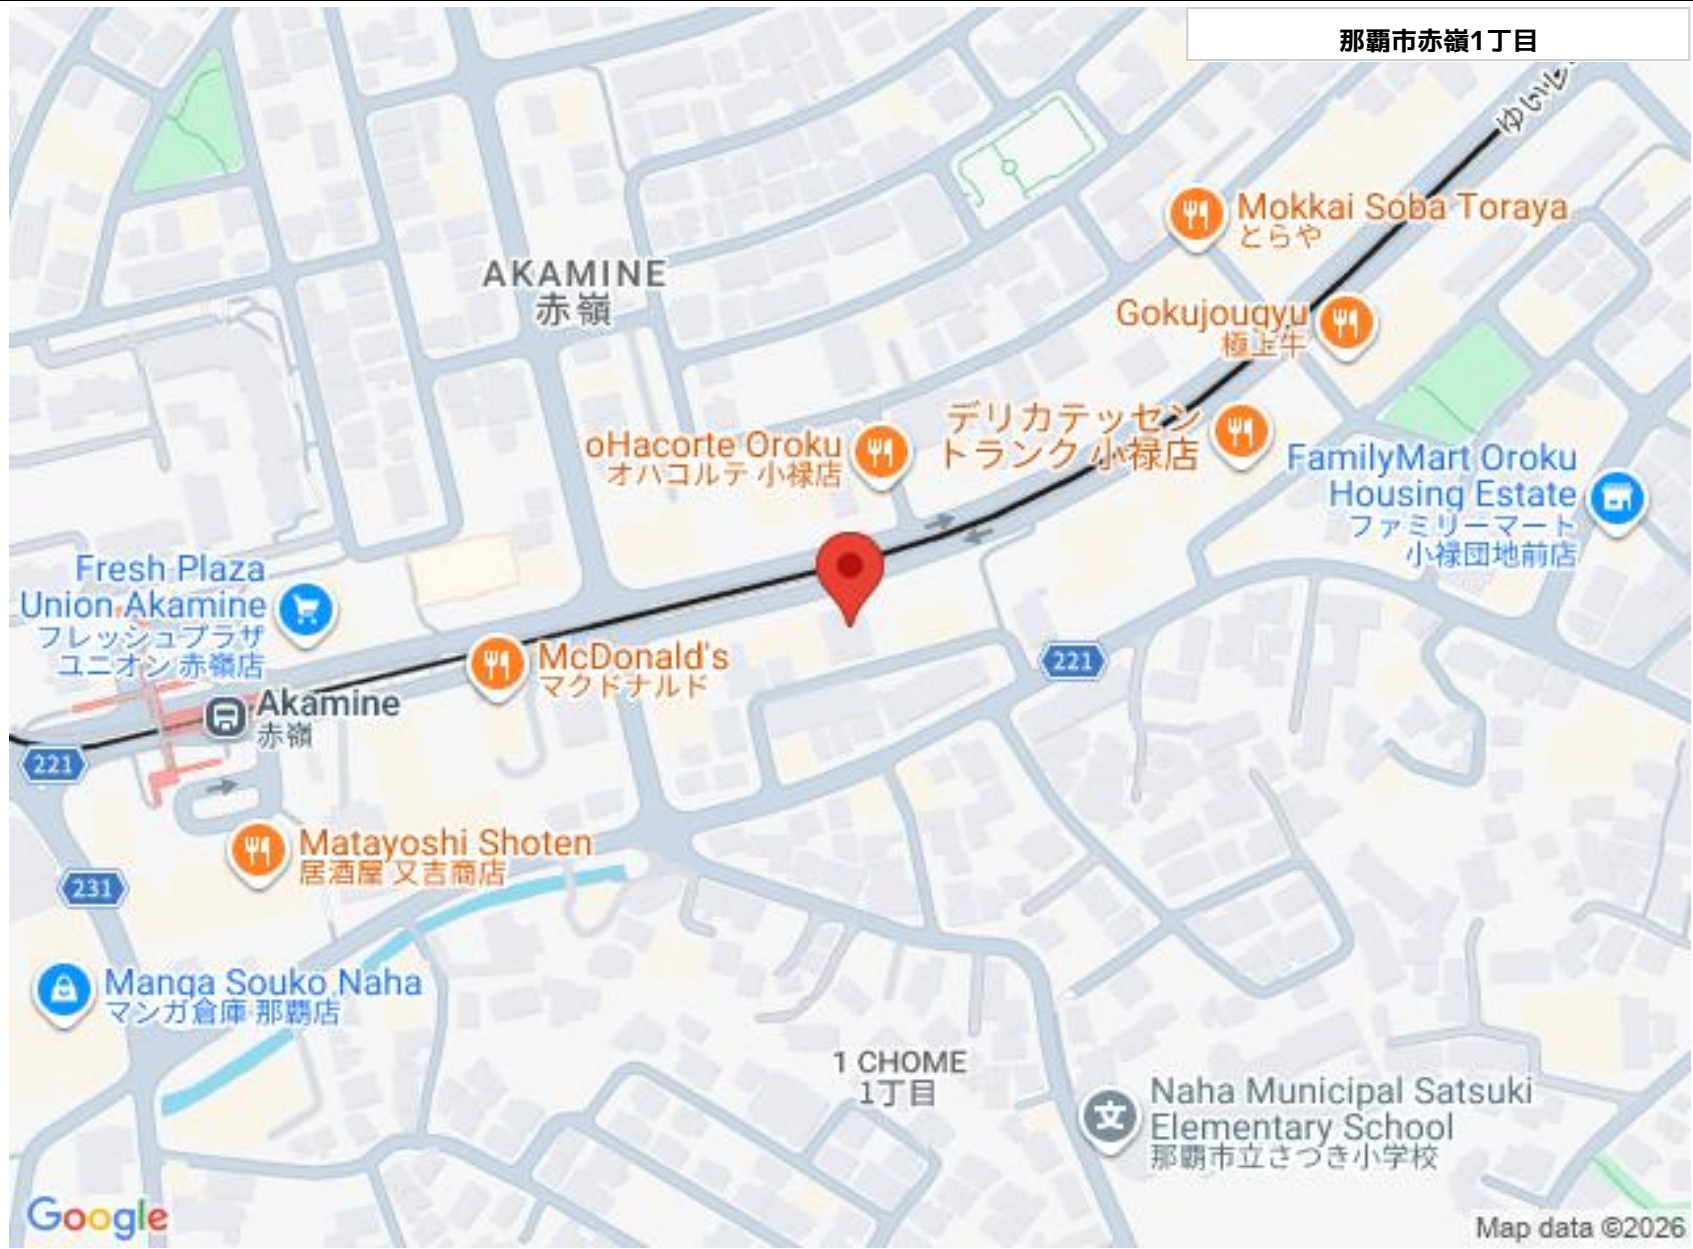 那覇市赤嶺1丁目
ゆいレ
Mokkai Soba Toraya
とらや
AKAMINE
赤嶺
Gokujougyu
極上牛
デリカテッセン
トランク 小禄店
oHacorte Oroku
オハコルテ 小禄店
FamilyMart Oroku
Housing Estate
ファミリーマート
小禄団地前店
Fresh Plaza
Union Akamine
フレッシュプラザ
ユニオン 赤嶺店
McDonald's
マクドナルド
221
Akamine
赤嶺
221
Matayoshi Shoten
居酒屋 又吉商店
231
Manga Souko Naha
マンガ倉庫 那覇店
1 CHOME
1丁目
Naha Municipal Satsuki
Elementary School
那覇市立さつき小学校
Google
Map data ©2026